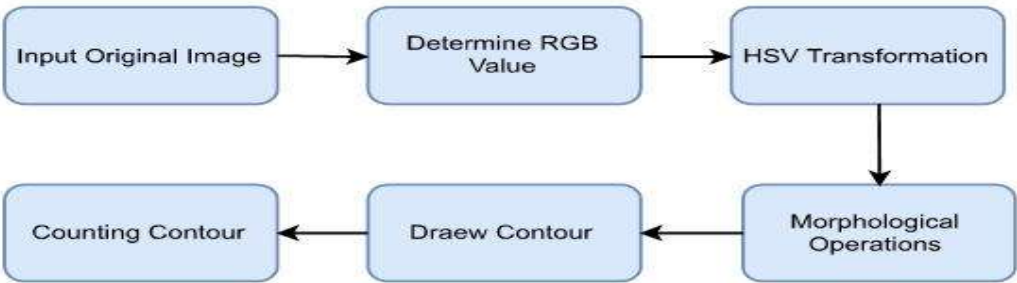 Input Original Image
Determine RGB
Value
HSV Transformation
Morphological
Operations
Draew Contour
Counting Contour